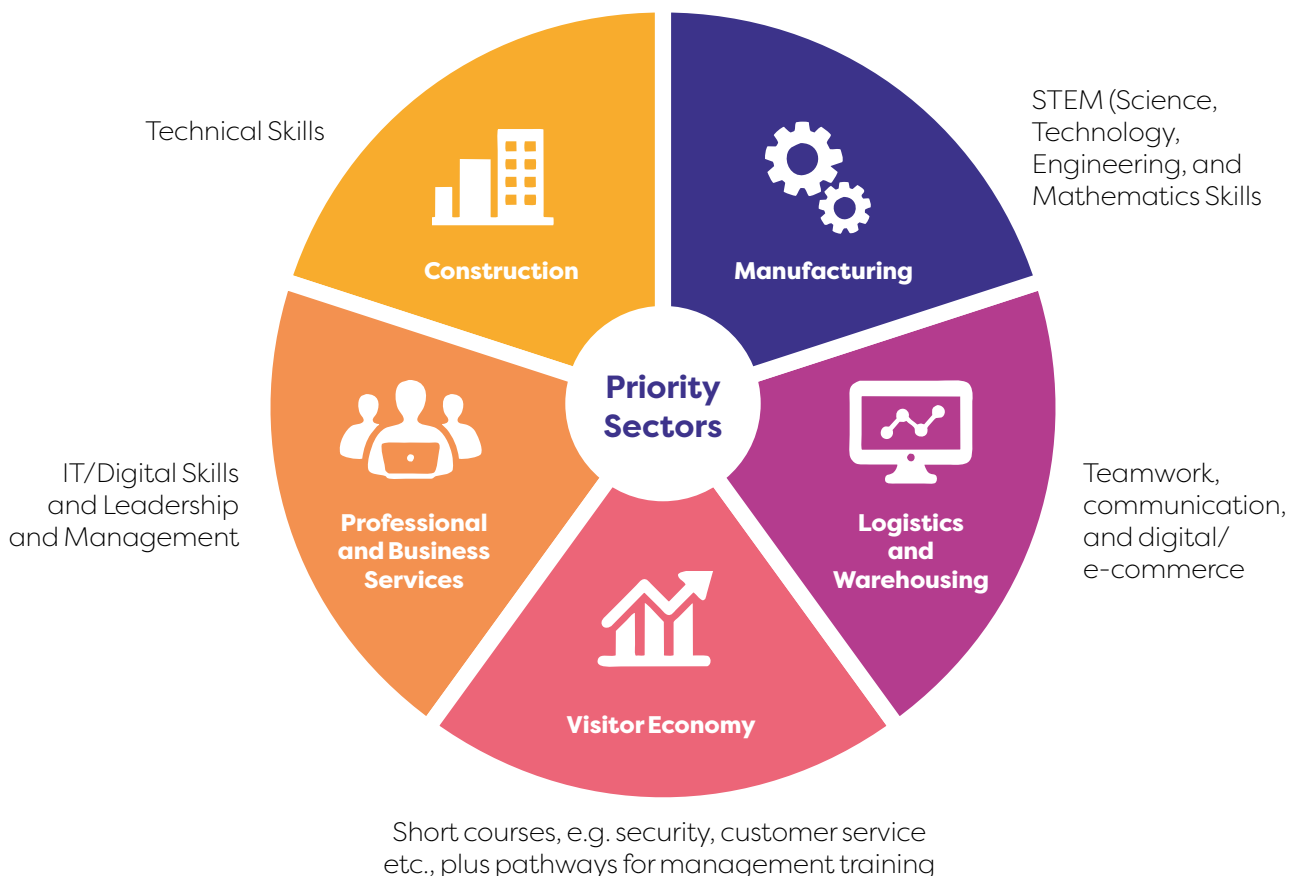 Technical Skills
STEM (Science,
Technology,
Engineering, and
Mathematics Skills
Construction
Manufacturing
Priority
Sectors
IT/Digital Skills
and Leadership
and Management
Professional
and Business
Services
Logistics
and
Warehousing
Teamwork,
communication,
and digital/
e-commerce
Visitor Economy
Short courses, e.g. security, customer service
etc., plus pathways for management training